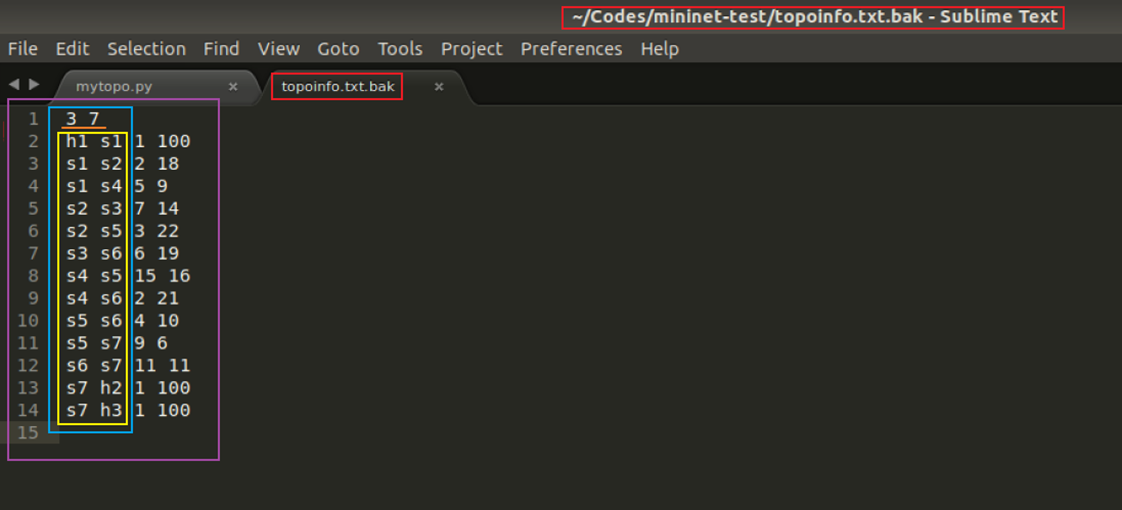 ~/Codes/mininet-test/topoinfo.txt.bak - Sublime Text
File Edit Selection Find View Goto Tools Project Preferences Help
mytopo.py × topoinfo.txt.bak ×
1 3 7
2 h1 s1 1 100
3 s1 s2 2 18
4 s1 s4 5 9
5 s2 s3 7 14
6 s2 s5 3 22
7 s3 s6 6 19
8 s4 s5 15 16
9 s4 s6 2 21
10 s5 s6 4 10
11 s5 s7 9 6
12 s6 s7 11 11
13 s7 h2 1 100
14 s7 h3 1 100
15